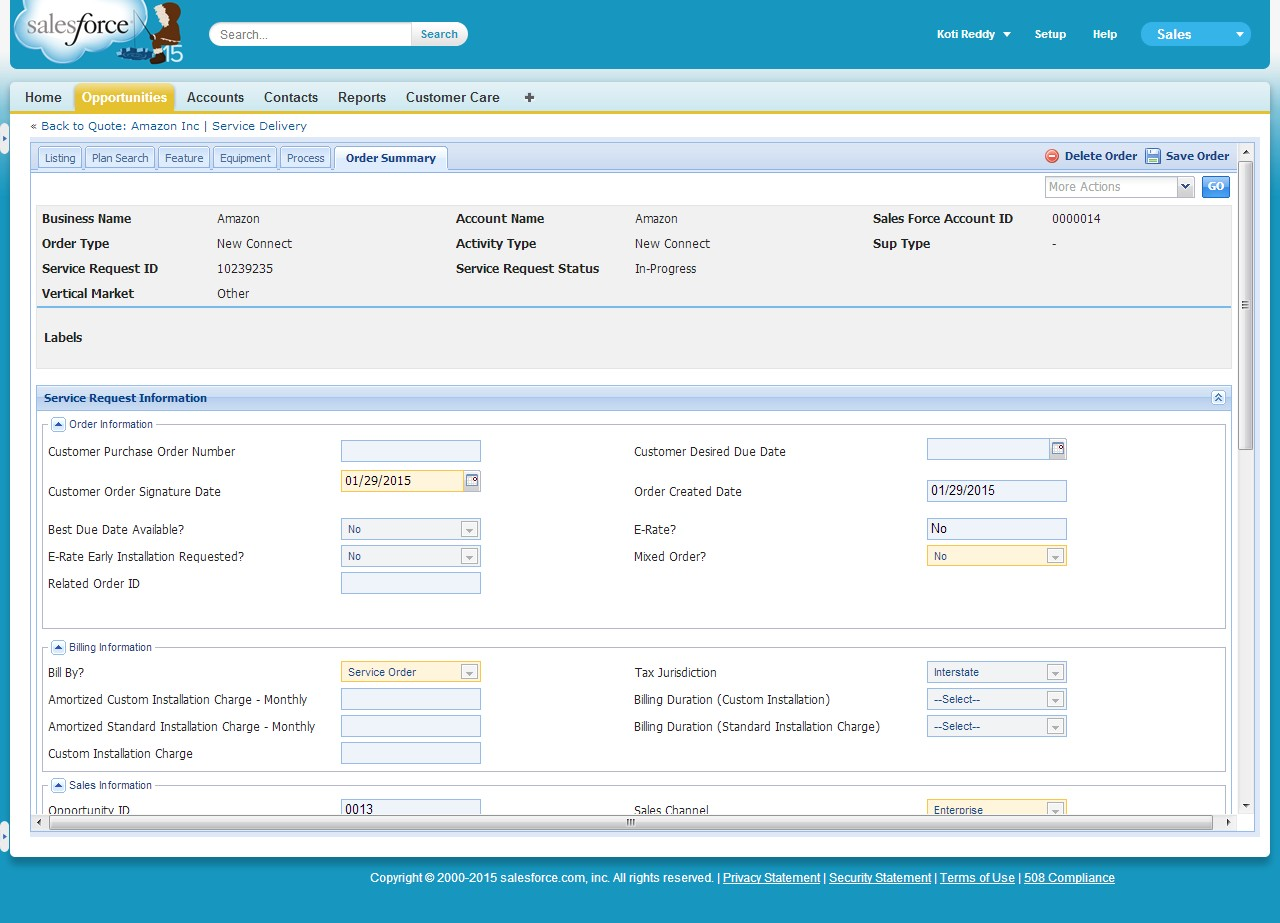 salesforce
15
Search... Search Koti Reddy Setup Help Sales
Home Opportunities Accounts Contacts Reports Customer Care +
« Back to Quote: Amazon Inc | Service Delivery
Listing Plan Search Feature Equipment Process Order Summary Delete Order Save Order
More Actions GO
Business Name Amazon Account Name Amazon Sales Force Account ID 0000014
Order Type New Connect Activity Type New Connect Sup Type -
Service Request ID 10239235 Service Request Status In-Progress
Vertical Market Other
Labels
Service Request Information
Order Information
Customer Purchase Order Number Customer Desired Due Date
Customer Order Signature Date 01/29/2015 Order Created Date 01/29/2015
Best Due Date Available? No E-Rate? No
E-Rate Early Installation Requested? No Mixed Order? No
Related Order ID
Billing Information
Bill By? Service Order Tax Jurisdiction Interstate
Amortized Custom Installation Charge - Monthly Billing Duration (Custom Installation) --Select--
Amortized Standard Installation Charge - Monthly Billing Duration (Standard Installation Charge) --Select--
Custom Installation Charge
Sales Information
Opportunity ID 0013 Sales Channel Enterprise
Copyright © 2000-2015 salesforce.com, inc. All rights reserved. | Privacy Statement | Security Statement | Terms of Use | 508 Compliance